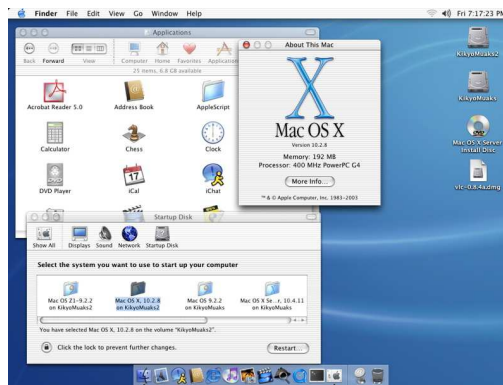 Finder File Edit View Go Window Help
Fri 7:17:23 PM
Applications
Back Forward View Computer Home Favorites Applications
25 items, 6.8 GB available
Acrobat Reader 5.0 Address Book AppleScript
Calculator Chess Clock
DVD Player iCal iChat
17
About This Mac
Mac OS X
Version 10.2.8
Memory: 192 MB
Processor: 400 MHz PowerPC G4
More Info...
™ & © Apple Computer, Inc. 1983-2003
KikyoMuaks2
KikyoMuaks
Mac OS X Server
Install Disc
vlc-0.8.4a.dmg
Startup Disk
Show All Displays Sound Network Startup Disk
Select the system you want to use to start up your computer
Mac OS Z1-9.2.2 Mac OS X, 10.2.8 Mac OS 9.2.2 Mac OS X Se...r, 10.4.11
on KikyoMuaks2 on KikyoMuaks2 on KikyoMuaks on KikyoMuaks
You have selected Mac OS X, 10.2.8 on the volume "KikyoMuaks2".
Click the lock to prevent further changes.
Restart...